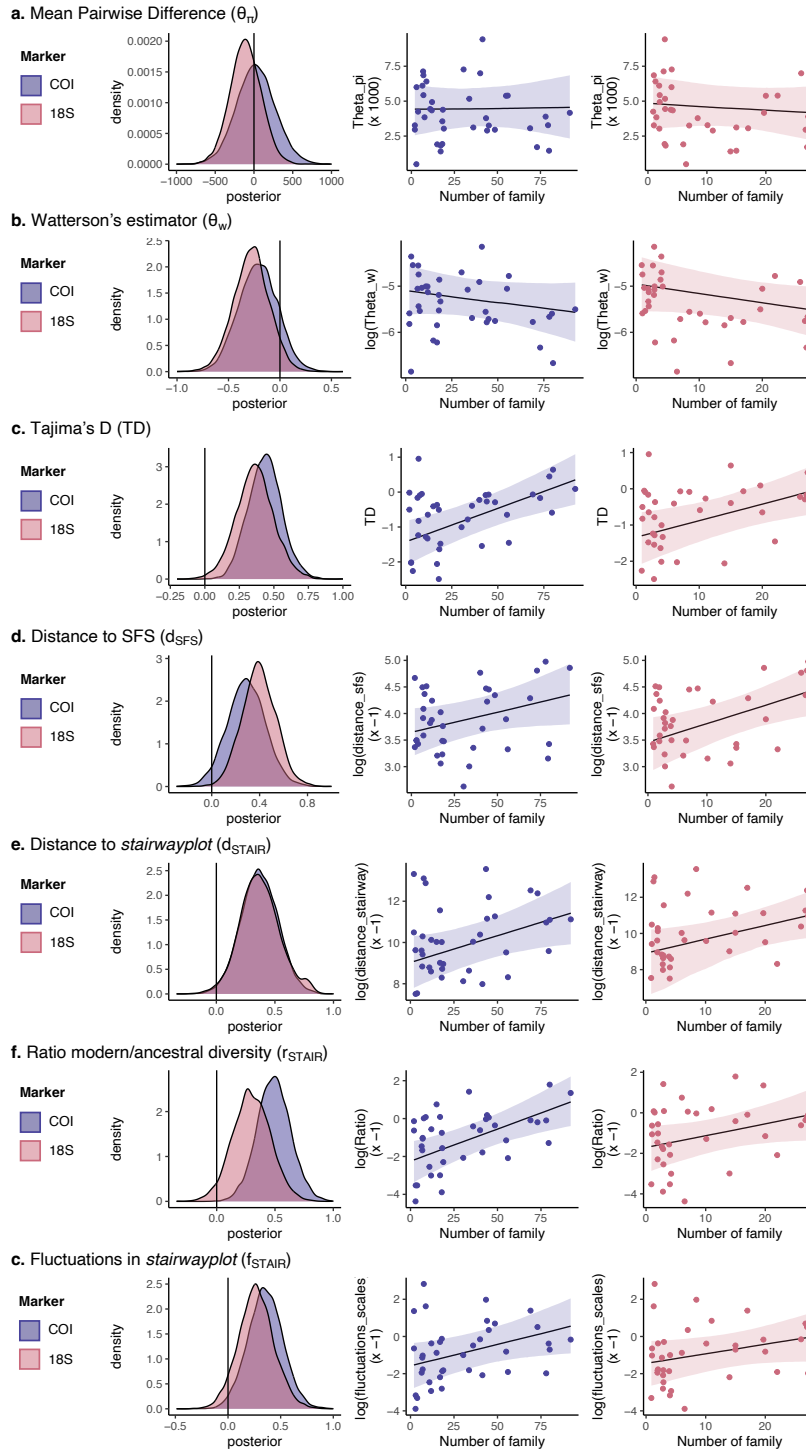 a. Mean Pairwise Difference (θπ)
Marker
COI
18S
density
0.0020
0.0015
0.0010
0.0005
0.0000
-1000 -500 0 500 1000
posterior
Theta_pi
(x 1000)
7.5
5.0
2.5
0 25 50 75
Number of family
Theta_pi
(x 1000)
7.5
5.0
2.5
0 10 20
Number of family
b. Watterson's estimator (θw)
Marker
COI
18S
density
2.5
2.0
1.5
1.0
0.5
0.0
-1.0 -0.5 0.0 0.5
posterior
log(Theta_w)
-5
-6
0 25 50 75
Number of family
log(Theta_w)
-5
-6
0 10 20
Number of family
c. Tajima's D (TD)
Marker
COI
18S
density
3
2
1
0
-0.25 0.00 0.25 0.50 0.75 1.00
posterior
TD
1
0
-1
-2
0 25 50 75
Number of family
TD
1
0
-1
-2
0 10 20
Number of family
d. Distance to SFS (dSFS)
Marker
COI
18S
density
3
2
1
0
0.0 0.4 0.8
posterior
log(distance_sfs)
(x −1)
5.0
4.5
4.0
3.5
3.0
0 25 50 75
Number of family
log(distance_sfs)
(x −1)
5.0
4.5
4.0
3.5
3.0
0 10 20
Number of family
e. Distance to stairwayplot (dSTAIR)
Marker
COI
18S
density
2.5
2.0
1.5
1.0
0.5
0.0
0.0 0.5 1.0
posterior
log(distance_stairway)
(x −1)
12
10
8
0 25 50 75
Number of family
log(distance_stairway)
(x −1)
12
10
8
0 10 20
Number of family
f. Ratio modern/ancestral diversity (rSTAIR)
Marker
COI
18S
density
2
1
0
0.0 0.5 1.0
posterior
log(Ratio)
(x −1)
2
0
−2
−4
0 25 50 75
Number of family
log(Ratio)
(x −1)
2
0
−2
−4
0 10 20
Number of family
c. Fluctuations in stairwayplot (fSTAIR)
Marker
COI
18S
density
2.5
2.0
1.5
1.0
0.5
0.0
-0.5 0.0 0.5 1.0
posterior
log(fluctuations_scales)
(x −1)
2
0
−2
−4
0 25 50 75
Number of family
log(fluctuations_scales)
(x −1)
2
0
−2
−4
0 10 20
Number of family